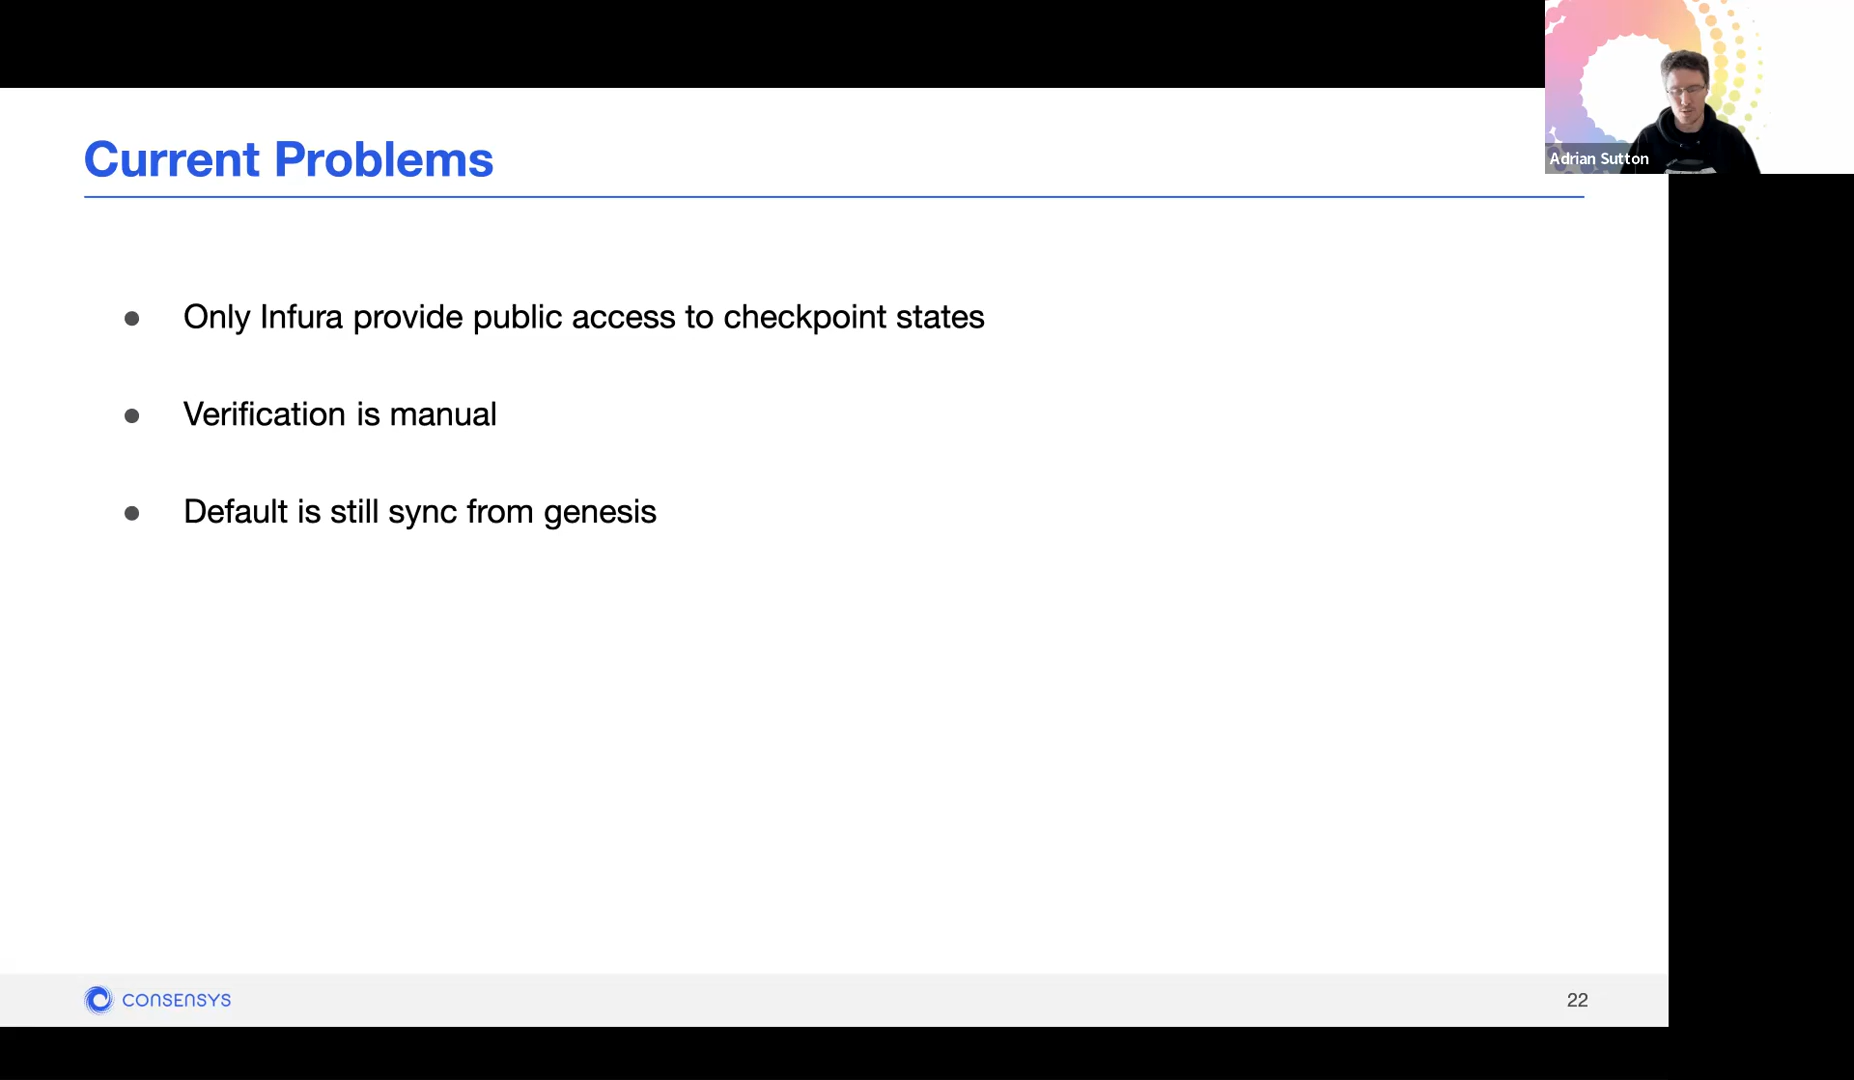 Adrian Sutton
Current Problems
● Only Infura provide public access to checkpoint states
● Verification is manual
● Default is still sync from genesis
CONSENSYS
22